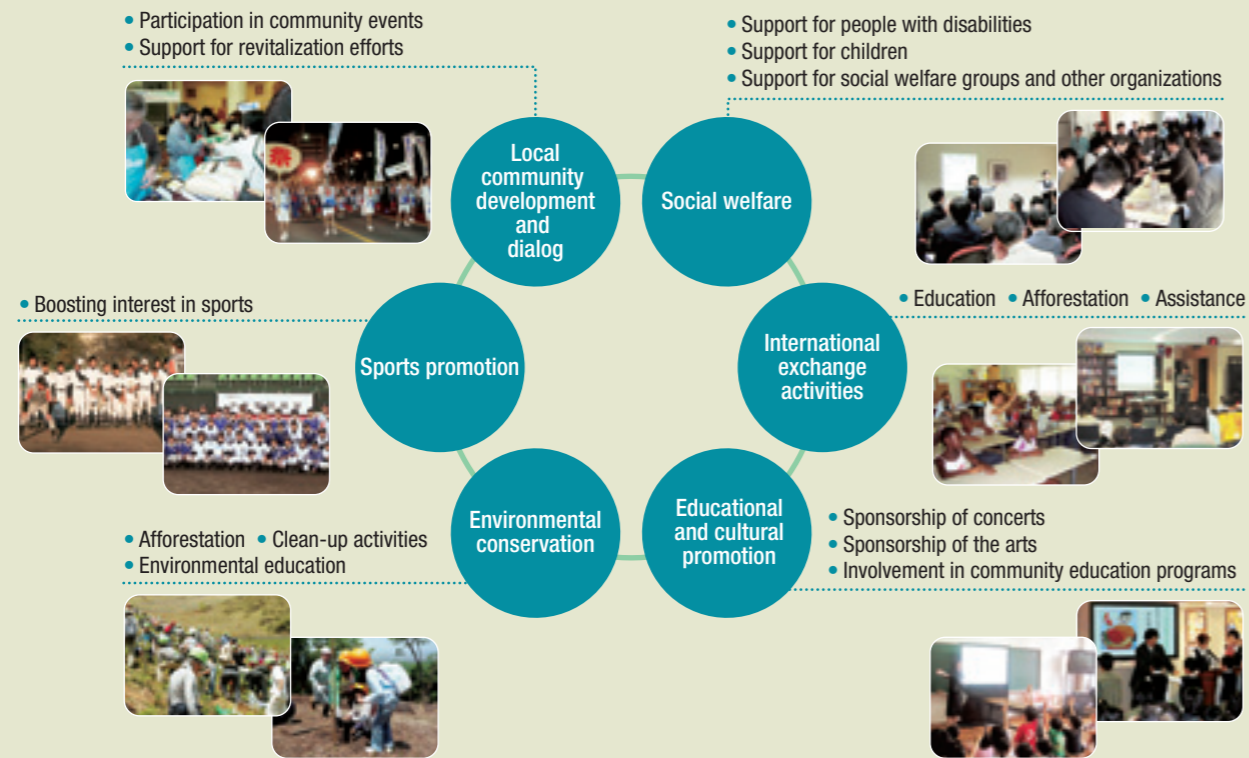 • Participation in community events
• Support for revitalization efforts
• Support for people with disabilities
• Support for children
• Support for social welfare groups and other organizations
Local
community
development
and
dialog
Social welfare
• Boosting interest in sports
Sports promotion
• Education • Afforestation • Assistance
International
exchange
activities
• Afforestation • Clean-up activities
• Environmental education
Environmental
conservation
Educational
and cultural
promotion
• Sponsorship of concerts
• Sponsorship of the arts
• Involvement in community education programs